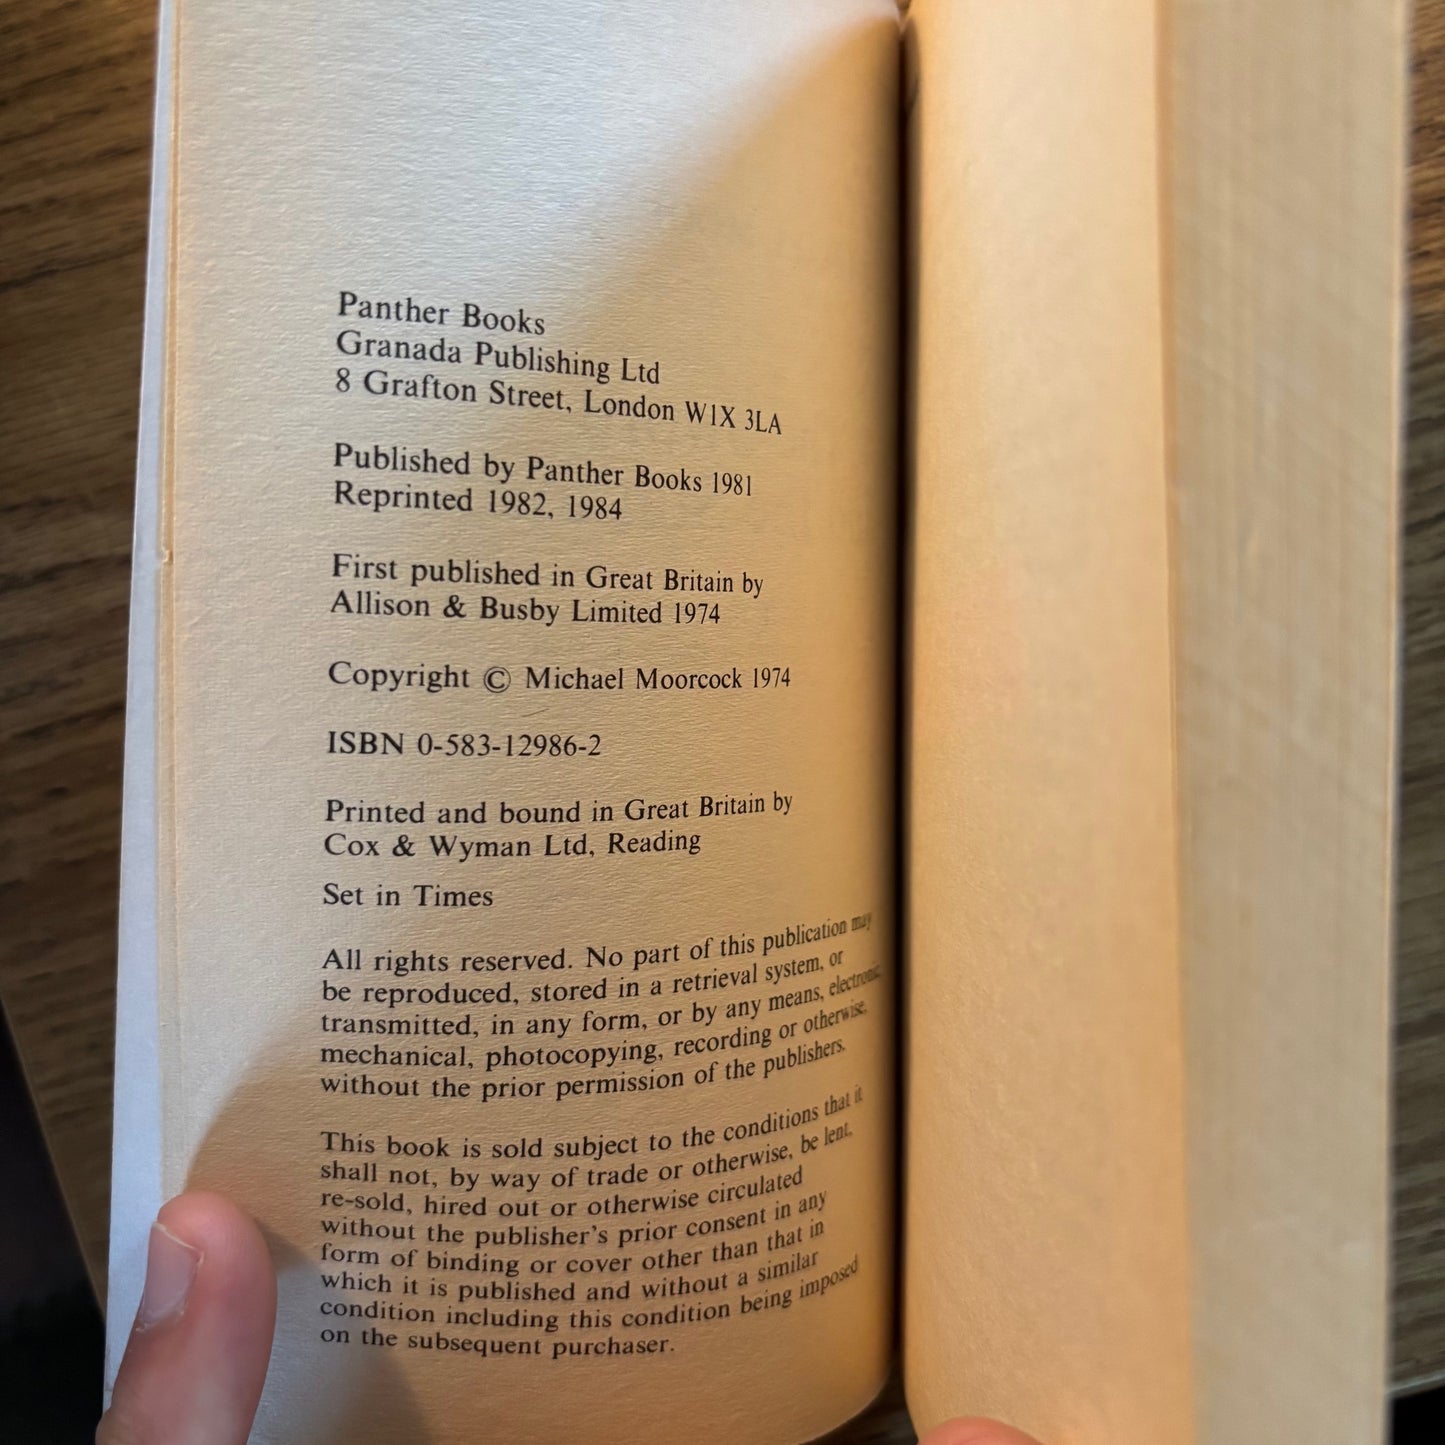 Panther Books
Granada Publishing Ltd
8 Grafton Street, London W1X 3LA
Published by Panther Books 1981
Reprinted 1982, 1984
First published in Great Britain by
Allison & Busby Limited 1974
Copyright © Michael Moorcock 1974
ISBN 0-583-12986-2
Printed and bound in Great Britain by
Cox & Wyman Ltd, Reading
Set in Times
All rights reserved. No part of this publication may
be reproduced, stored in a retrieval system, or
transmitted, in any form, or by any means, electronic,
mechanical, photocopying, recording or otherwise,
without the prior permission of the publishers.
This book is sold subject to the conditions that it
shall not, by way of trade or otherwise, be lent,
re-sold, hired out or otherwise circulated
without the publisher's prior consent in any
form of binding or cover other than that in
which it is published and without a similar
condition including this condition being imposed
on the subsequent purchaser.